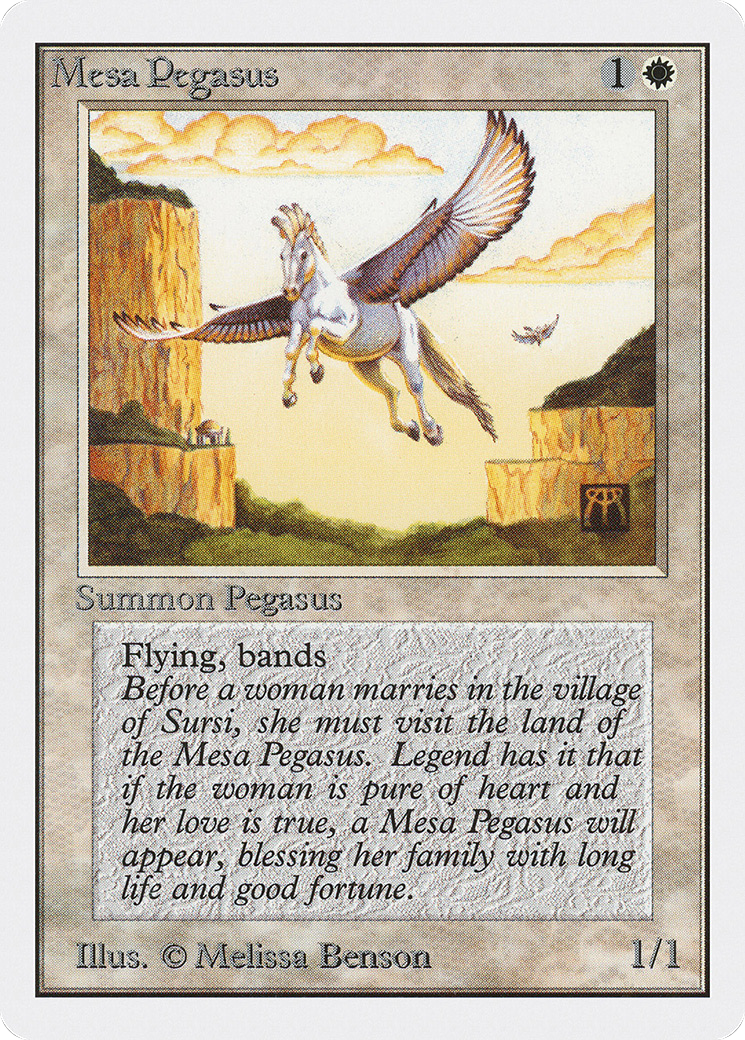 Mesa Pegasus 1
Summon Pegasus
Flying, bands
Before a woman marries in the village
of Sursi, she must visit the land of
the Mesa Pegasus. Legend has it that
if the woman is pure of heart and
her love is true, a Mesa Pegasus will
appear, blessing her family with long
life and good fortune.
Illus. © Melissa Benson 1/1